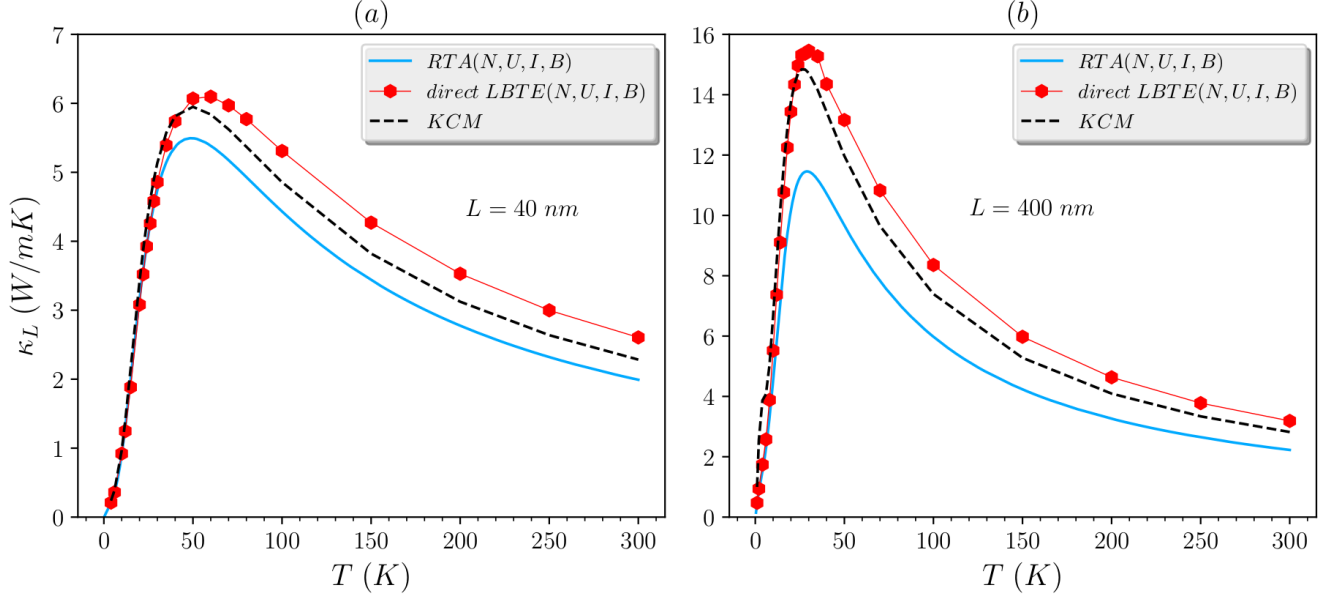 (a)
κ_L (W/mK)
7
6
5
4
3
2
1
0
RTA(N, U, I, B)
direct LBTE(N, U, I, B)
KCM
L = 40 nm
0 50 100 150 200 250 300
T (K)
(b)
16
14
12
10
8
6
4
2
0
RTA(N, U, I, B)
direct LBTE(N, U, I, B)
KCM
L = 400 nm
0 50 100 150 200 250 300
T (K)